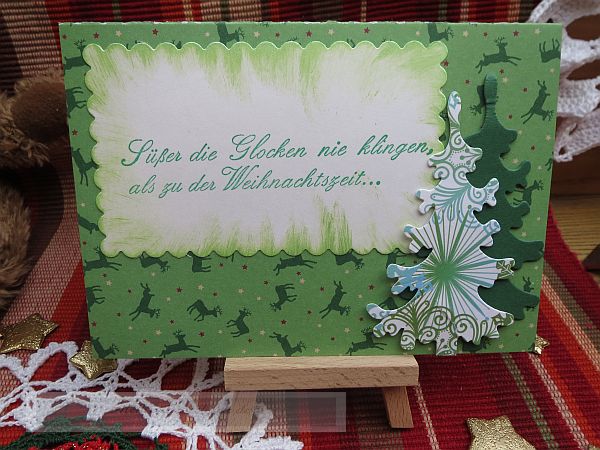 Süßer die Glocken nie klingen,
als zu der Weihnachtszeit...